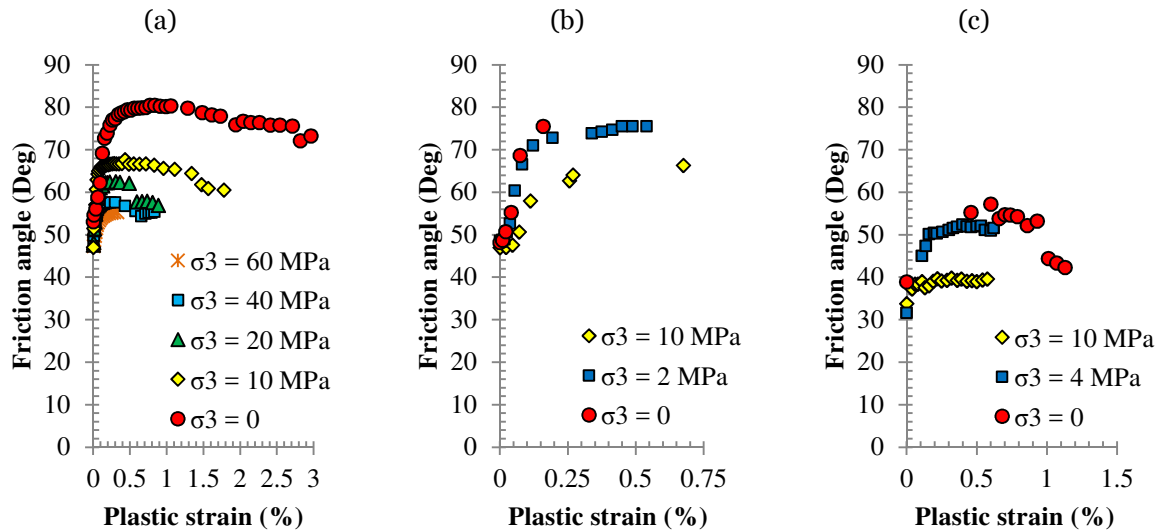 (a)
Friction angle (Deg)
90
80
70
60
50
40
30
20
10
0
σ3 = 60 MPa
σ3 = 40 MPa
σ3 = 20 MPa
σ3 = 10 MPa
σ3 = 0
0 0.5 1 1.5 2 2.5 3
Plastic strain (%)
(b)
Friction angle (Deg)
90
80
70
60
50
40
30
20
10
0
σ3 = 10 MPa
σ3 = 2 MPa
σ3 = 0
0 0.25 0.5 0.75
Plastic strain (%)
(c)
Friction angle (Deg)
90
80
70
60
50
40
30
20
10
0
σ3 = 10 MPa
σ3 = 4 MPa
σ3 = 0
0 0.5 1 1.5
Plastic strain (%)